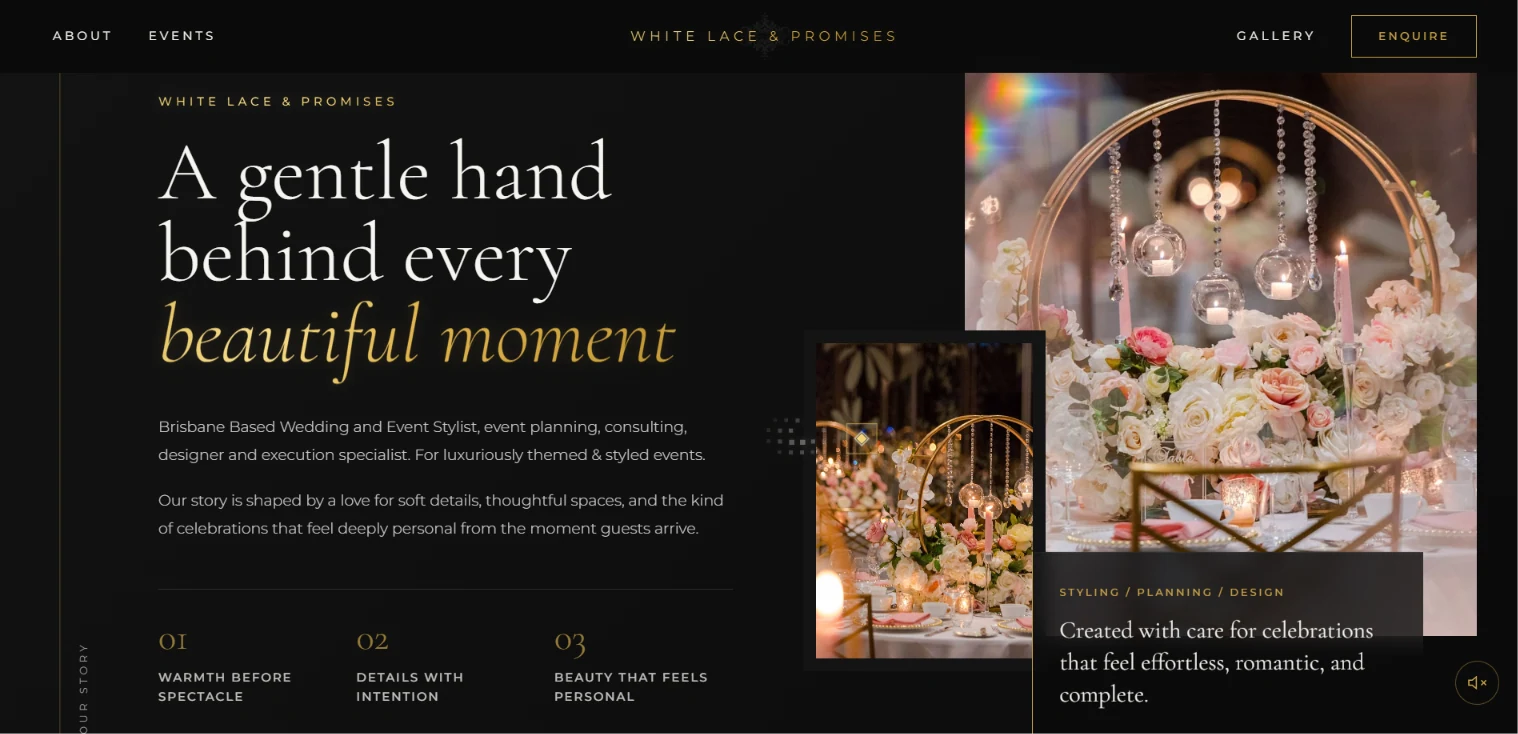 ABOUT
EVENTS
WHITE LACE & PROMISES
GALLERY
ENQUIRE
WHITE LACE & PROMISES
A gentle hand
behind every
beautiful moment
Brisbane Based Wedding and Event Stylist, event planning, consulting,
designer and execution specialist. For luxuriously themed & styled events.
Our story is shaped by a love for soft details, thoughtful spaces, and the kind
of celebrations that feel deeply personal from the moment guests arrive.
01
WARMTH BEFORE
SPECTACLE
02
DETAILS WITH
INTENTION
03
BEAUTY THAT FEELS
PERSONAL
OUR STORY
Table
STYLING / PLANNING / DESIGN
Created with care for celebrations
that feel effortless, romantic, and
complete.